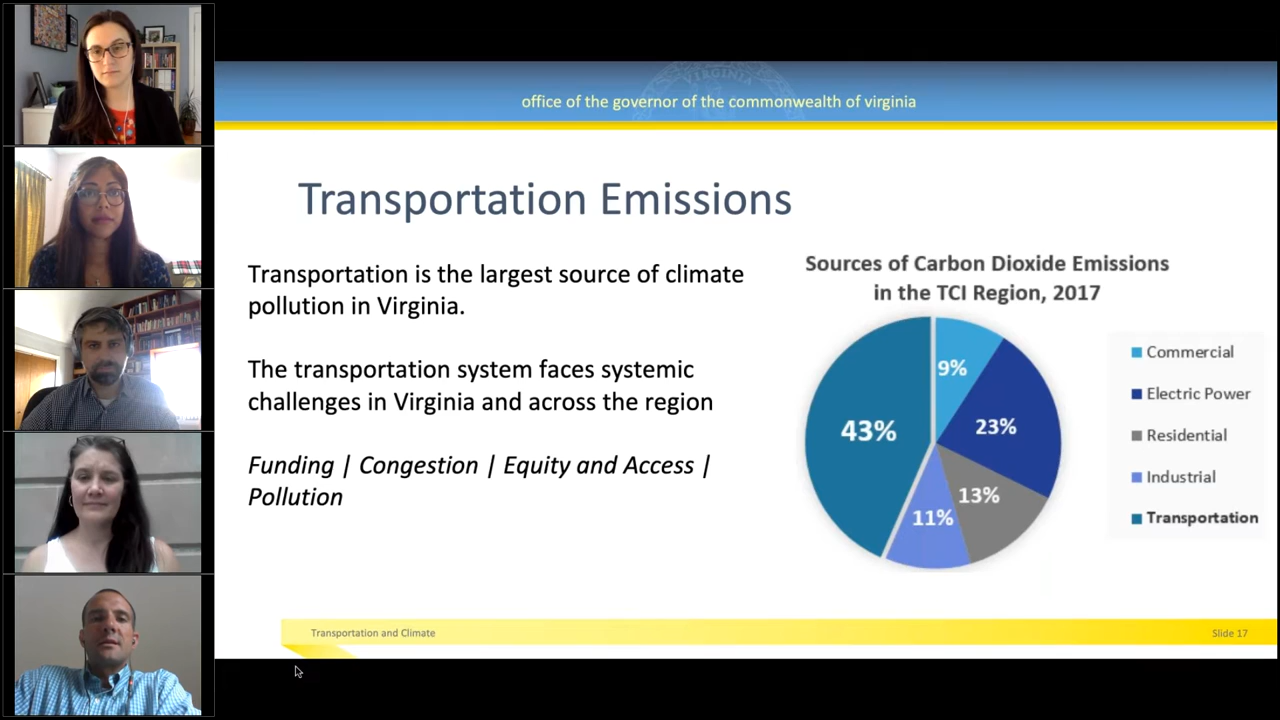 VIRGINIA
office of the governor of the commonwealth of virginia
Transportation Emissions
Transportation is the largest source of climate
pollution in Virginia.
The transportation system faces systemic
challenges in Virginia and across the region
Funding | Congestion | Equity and Access |
Pollution
Sources of Carbon Dioxide Emissions
in the TCI Region, 2017
9%
43%
23%
13%
11%
Commercial
Electric Power
Residential
Industrial
Transportation
Transportation and Climate
Slide 17